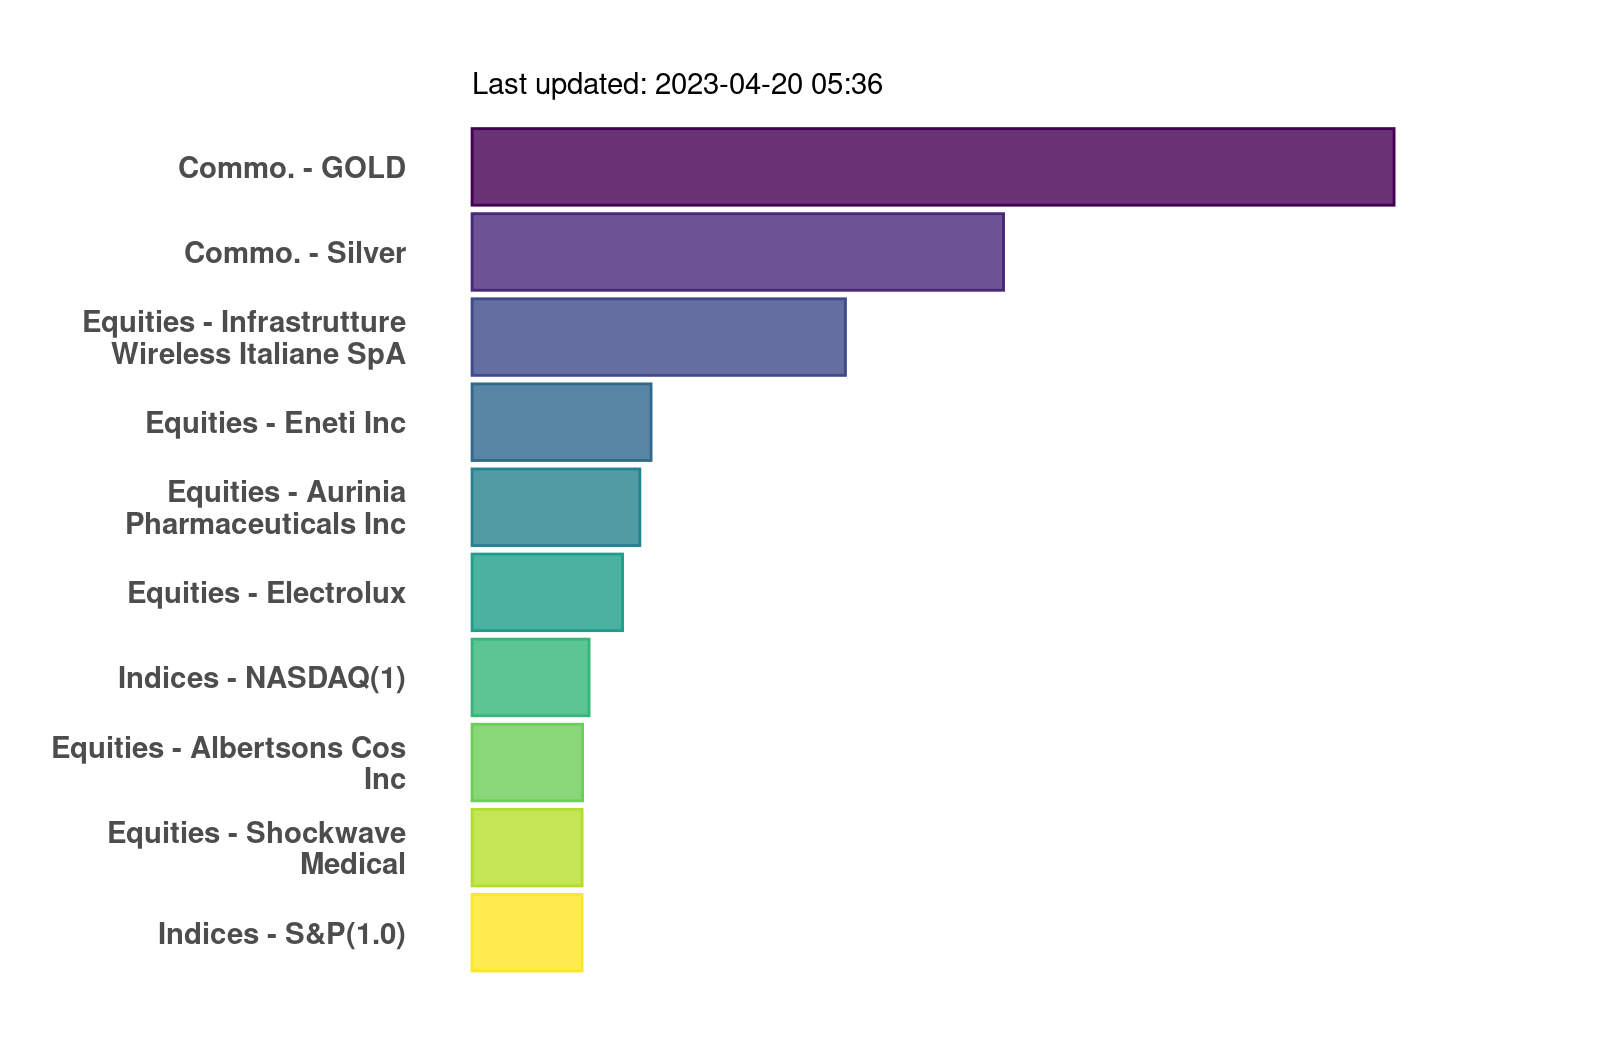 Last updated: 2023-04-20 05:36
Commo. - GOLD
Commo. - Silver
Equities - Infrastrutture
Wireless Italiane SpA
Equities - Eneti Inc
Equities - Aurinia
Pharmaceuticals Inc
Equities - Electrolux
Indices - NASDAQ(1)
Equities - Albertsons Cos
Inc
Equities - Shockwave
Medical
Indices - S&P(1.0)